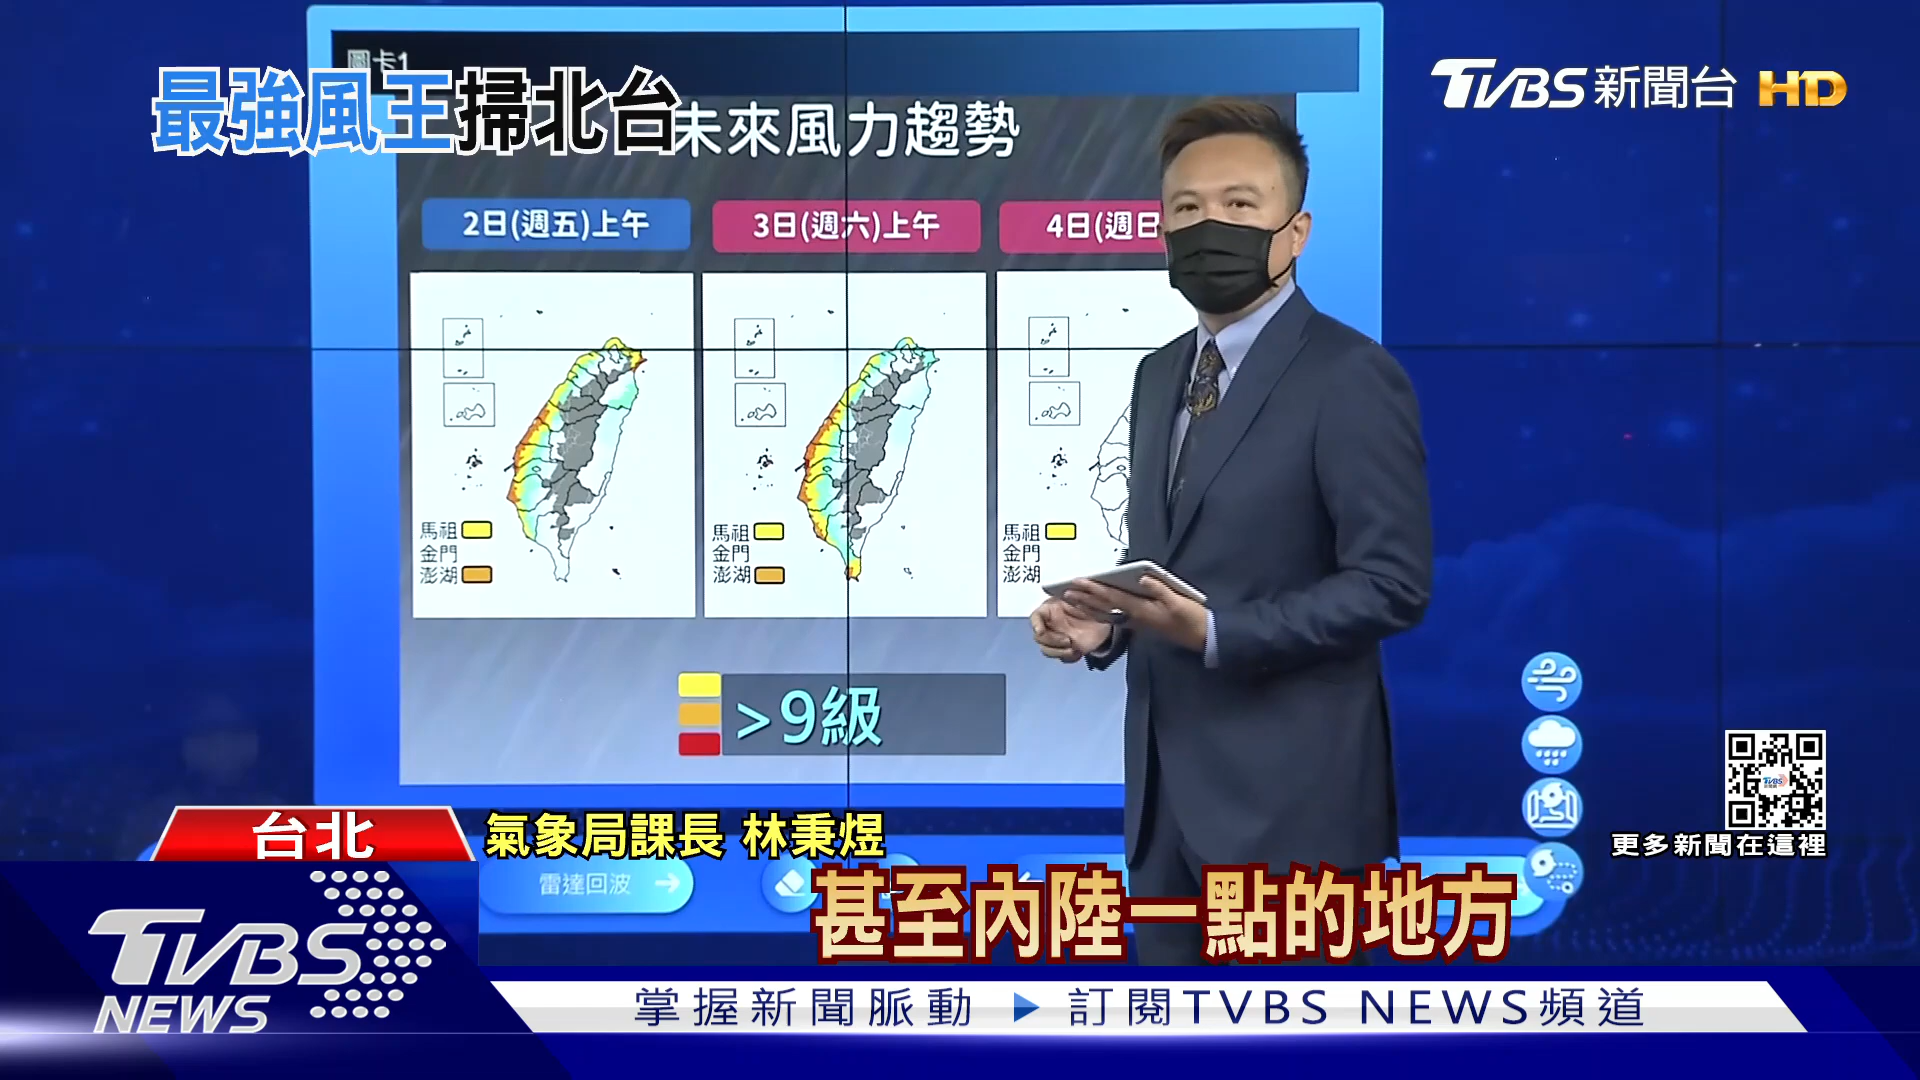 圖卡1
最強風王掃北台
TVBS新聞台 HD
未來風力趨勢
2日(週五)上午
3日(週六)上午
4日(週日
馬祖
金門
澎湖
馬祖
金門
澎湖
馬祖
金門
澎湖
>9級
TVBS
更多新聞在這裡
台北
氣象局課長 林秉煜
雷達回波
甚至內陸一點的地方
TVBS
NEWS
掌握新聞脈動 ▶ 訂閱TVBS NEWS頻道